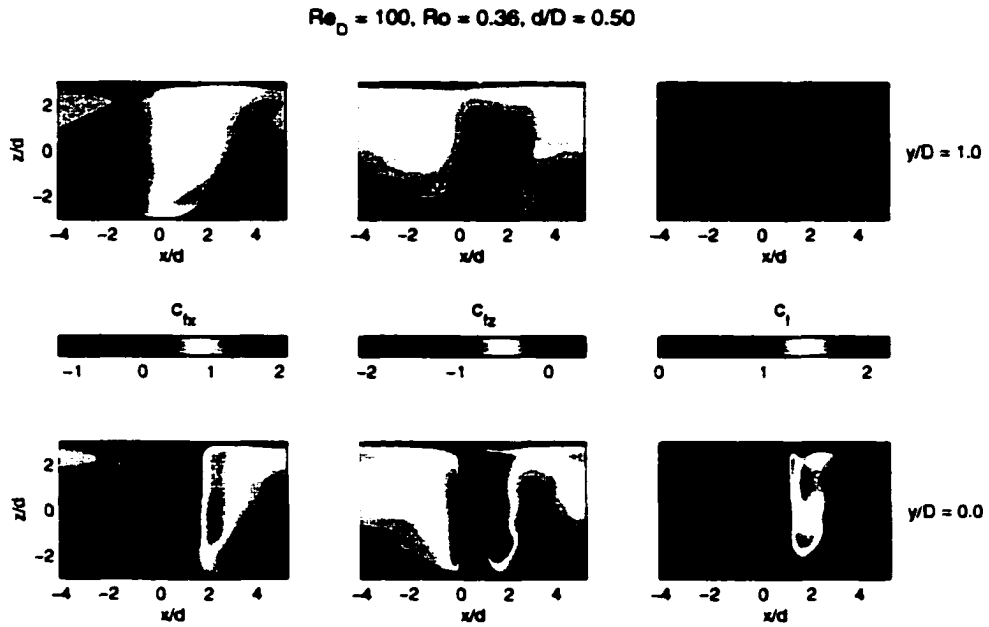 Re_D = 100, Ro = 0.36, d/D = 0.50
z/d
2
0
-2
-4 -2 0 2 4
x/d
-4 -2 0 2 4
x/d
-4 -2 0 2 4
x/d
y/D = 1.0
C_fx
-1 0 1 2
C_fz
-2 -1 0
C_f
0 1 2
z/d
2
0
-2
-4 -2 0 2 4
x/d
-4 -2 0 2 4
x/d
-4 -2 0 2 4
x/d
y/D = 0.0